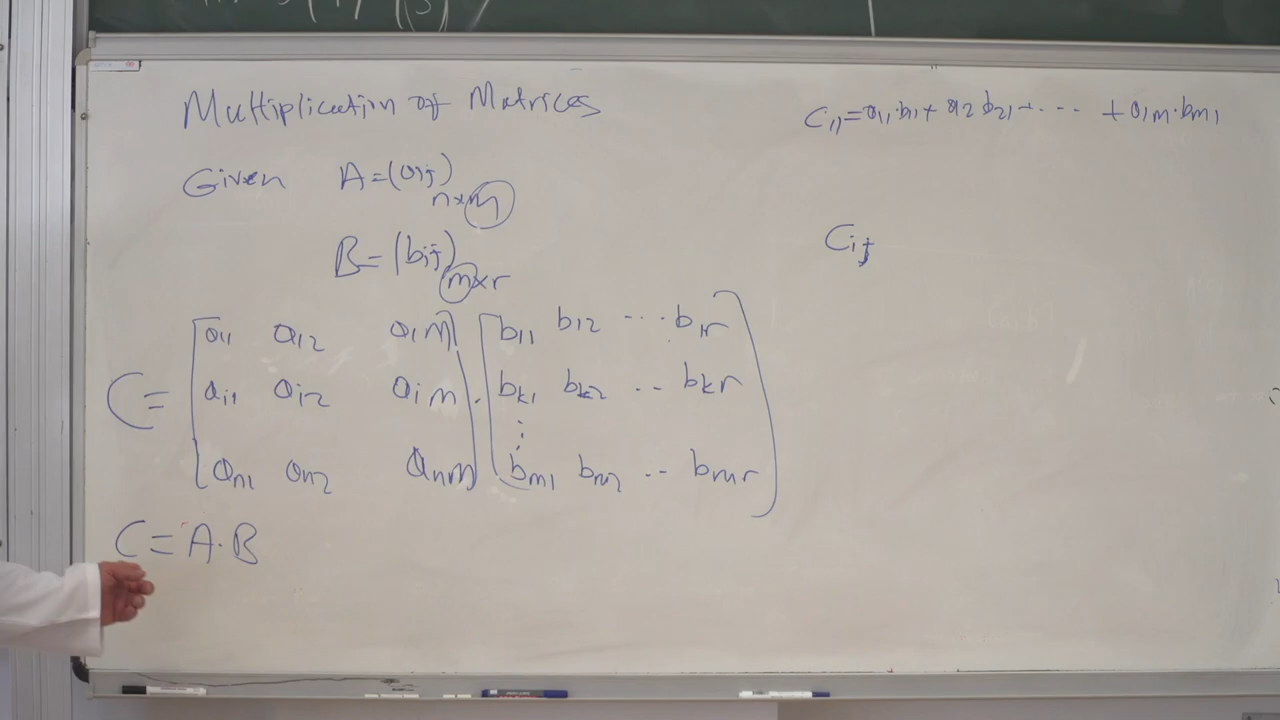 Multiplication of Matrices
Given A=(aij) n×m
B=(bij) m×r
C= [a11 a12 a1m] . [b11 b12 ... b1r]
[ai1 ai2 aim] [bk1 bk2 .. bkr]
⋮
[an1 an2 anm] [bm1 bm2 .. bmr]
C=A.B
C11=a11.b11+ a12 b21+ ... +a1m.bm1
Cij